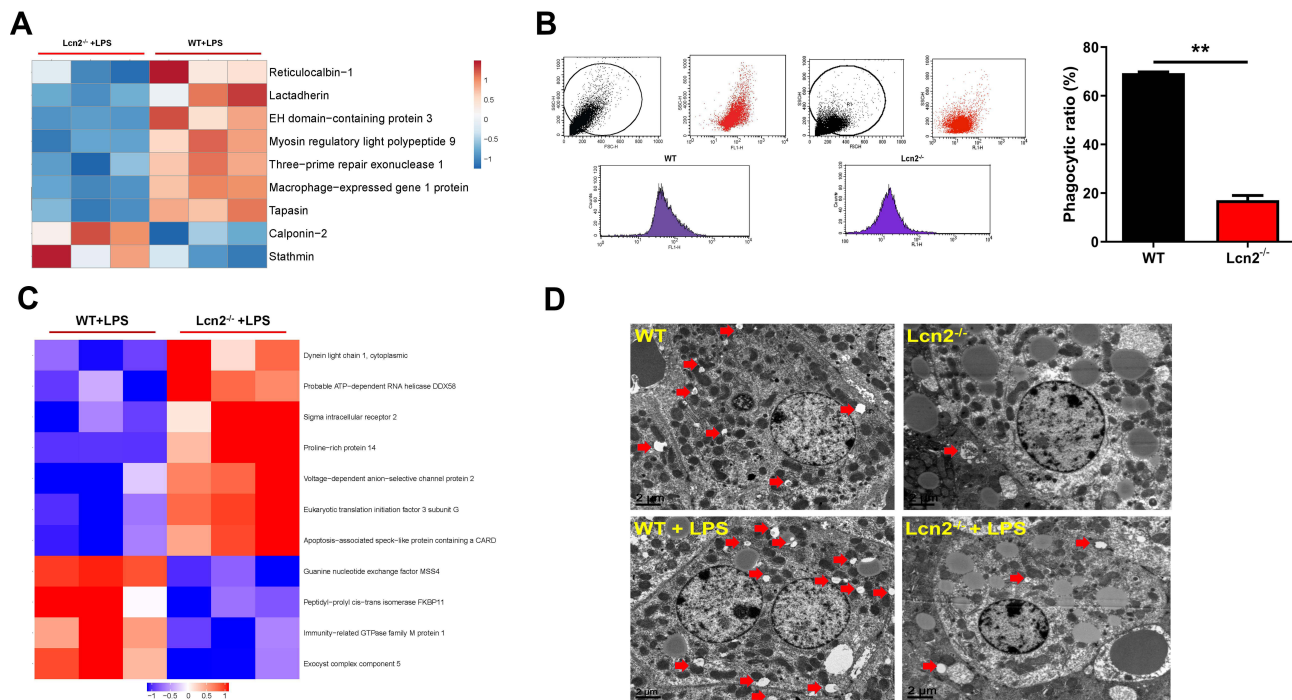 A
Lcn2⁻/⁻ +LPS WT+LPS
Reticulocalbin−1
Lactadherin
EH domain−containing protein 3
Myosin regulatory light polypeptide 9
Three−prime repair exonuclease 1
Macrophage−expressed gene 1 protein
Tapasin
Calponin−2
Stathmin
1
0.5
0
−0.5
−1
B
WT
Lcn2⁻/⁻
Counts
FL1-H
FSC-H
SSC-H
Phagocytic ratio (%)
80
60
40
20
0
**
WT Lcn2⁻/⁻
C
WT+LPS Lcn2⁻/⁻ +LPS
Dynein light chain 1, cytoplasmic
Probable ATP−dependent RNA helicase DDX58
Sigma intracellular receptor 2
Proline−rich protein 14
Voltage−dependent anion−selective channel protein 2
Eukaryotic translation initiation factor 3 subunit G
Apoptosis−associated speck−like protein containing a CARD
Guanine nucleotide exchange factor MSS4
Peptidyl−prolyl cis−trans isomerase FKBP11
Immunity−related GTPase family M protein 1
Exocyst complex component 5
−1 −0.5 0 0.5 1
D
WT
2 μm
Lcn2⁻/⁻
2 μm
WT + LPS
2 μm
Lcn2⁻/⁻ + LPS
2 μm